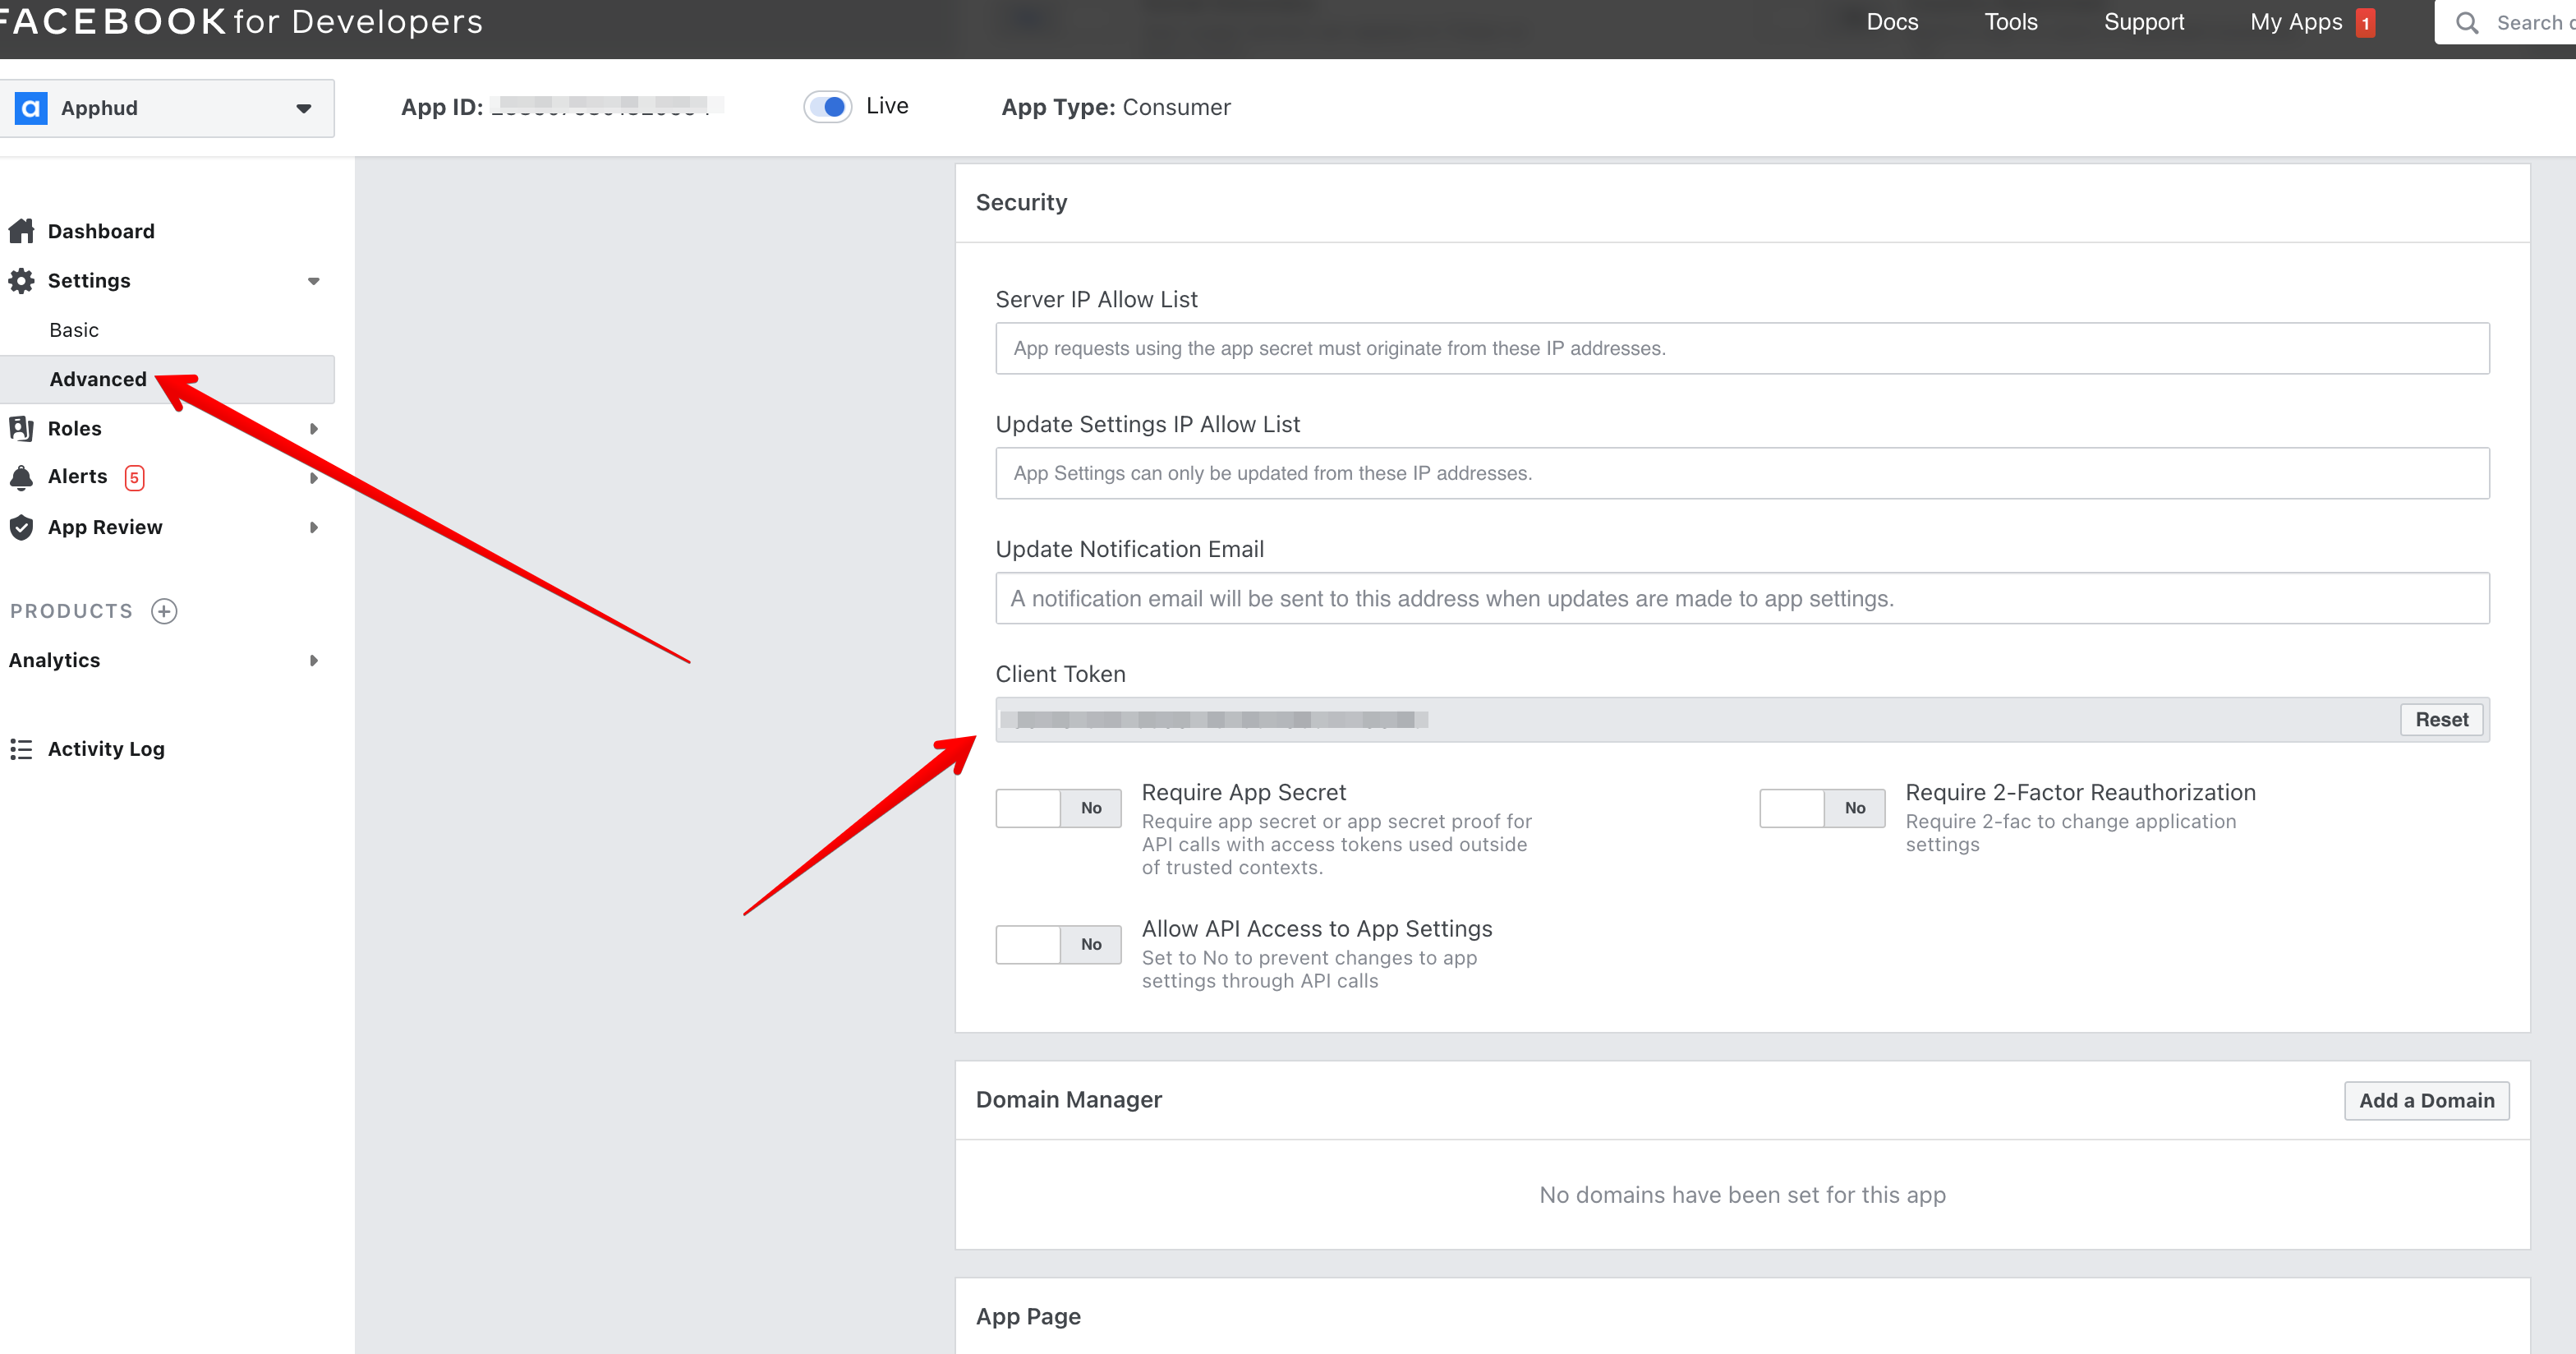 FACEBOOK for Developers
Docs
Tools
Support
My Apps 1
Search
Apphud
App ID:
Live
App Type: Consumer
Dashboard
Settings
Basic
Advanced
Roles
Alerts 5
App Review
PRODUCTS
Analytics
Activity Log
Security
Server IP Allow List
App requests using the app secret must originate from these IP addresses.
Update Settings IP Allow List
App Settings can only be updated from these IP addresses.
Update Notification Email
A notification email will be sent to this address when updates are made to app settings.
Client Token
Reset
No
Require App Secret
Require app secret or app secret proof for
API calls with access tokens used outside
of trusted contexts.
No
Require 2-Factor Reauthorization
Require 2-fac to change application
settings
No
Allow API Access to App Settings
Set to No to prevent changes to app
settings through API calls
Domain Manager
Add a Domain
No domains have been set for this app
App Page